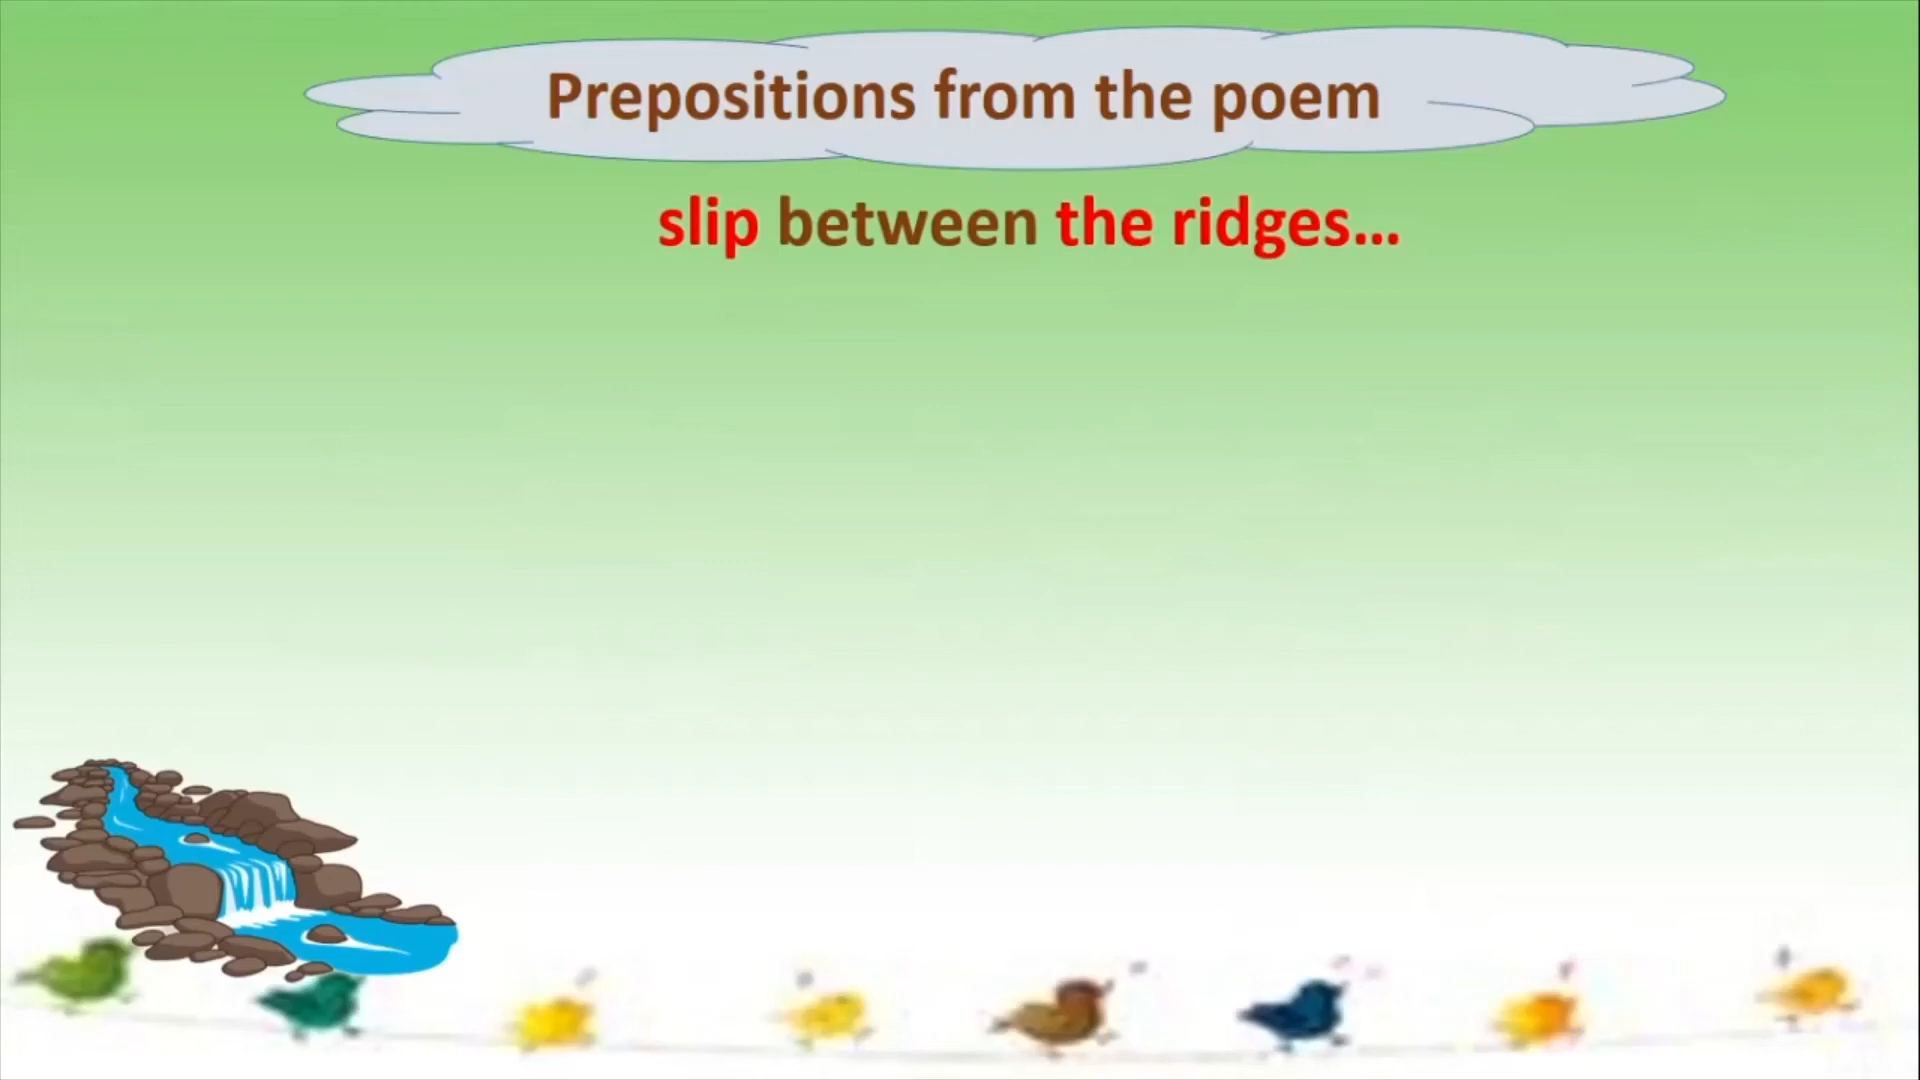 Prepositions from the poem
slip between the ridges...